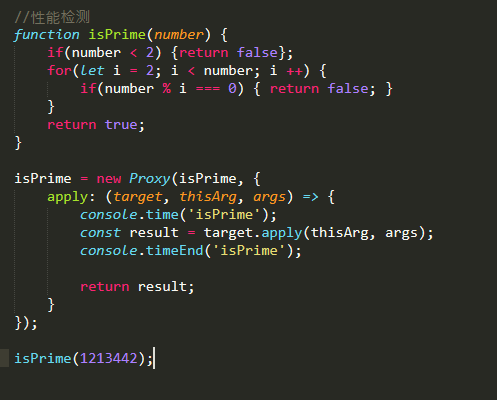 //性能检测
function isPrime(number) {
    if(number < 2) {return false};
    for(let i = 2; i < number; i ++) {
        if(number % i === 0) { return false; }
    }
    return true;
}
isPrime = new Proxy(isPrime, {
    apply: (target, thisArg, args) => {
        console.time('isPrime');
        const result = target.apply(thisArg, args);
        console.timeEnd('isPrime');
        return result;
    }
});
isPrime(1213442);